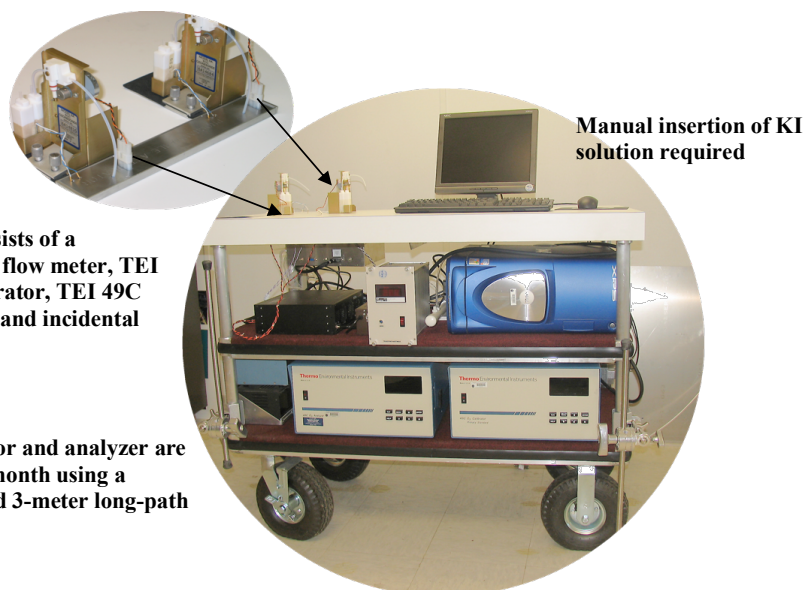 Manual insertion of KI
solution required
sists of a
flow meter, TEI
rator, TEI 49C
and incidental
or and analyzer are
month using a
d 3-meter long-path
Thermo Environmental Instruments
Thermo Environmental Instruments
XPS